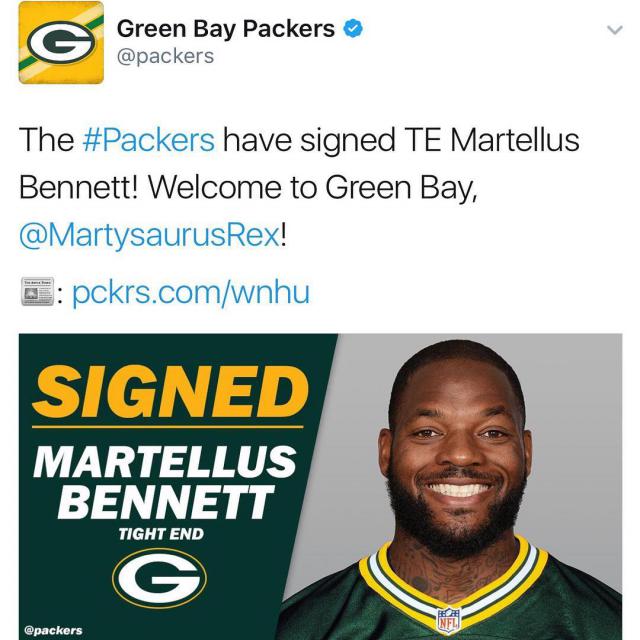 Green Bay Packers
@packers
The #Packers have signed TE Martellus
Bennett! Welcome to Green Bay,
@MartysaurusRex!
: pckrs.com/wnhu
SIGNED
MARTELLUS
BENNETT
TIGHT END
G
@packers
NFL